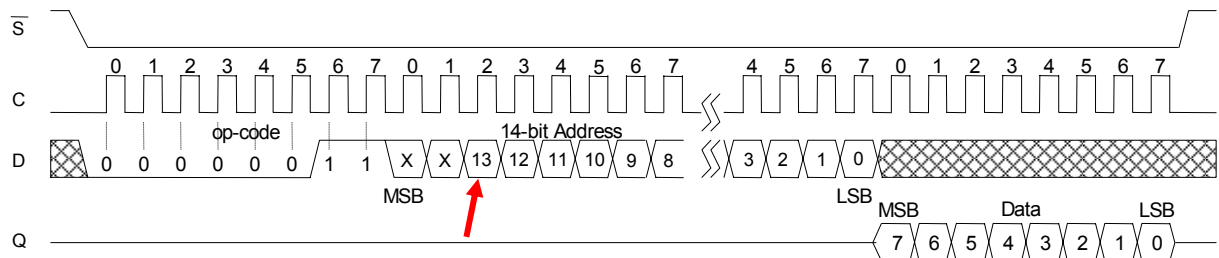 S
0 1 2 3 4 5 6 7 0 1 2 3 4 5 6 7 4 5 6 7 0 1 2 3 4 5 6 7
C
op-code 14-bit Address
D 0 0 0 0 0 0 1 1 X X 13 12 11 10 9 8 3 2 1 0
MSB LSB
MSB Data LSB
Q 7 6 5 4 3 2 1 0